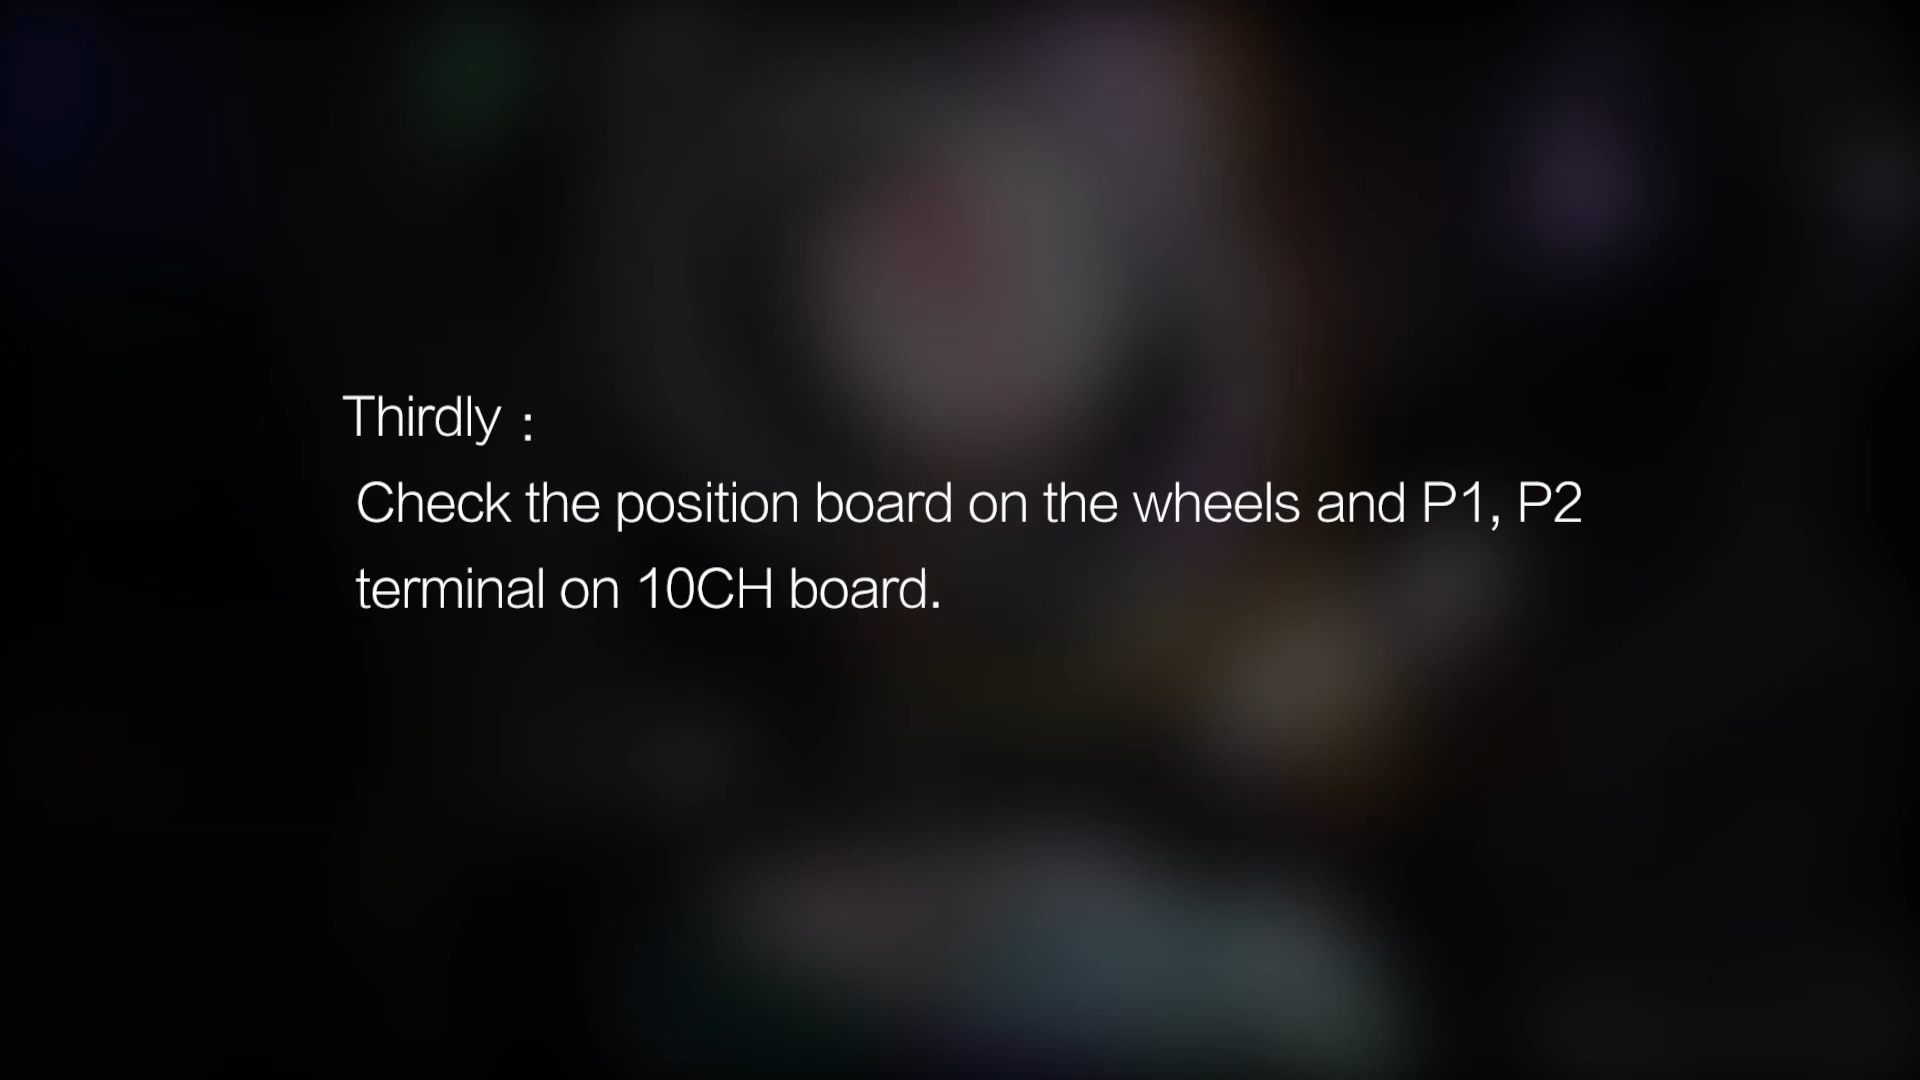 Thirdly：
Check the position board on the wheels and P1, P2
terminal on 10CH board.